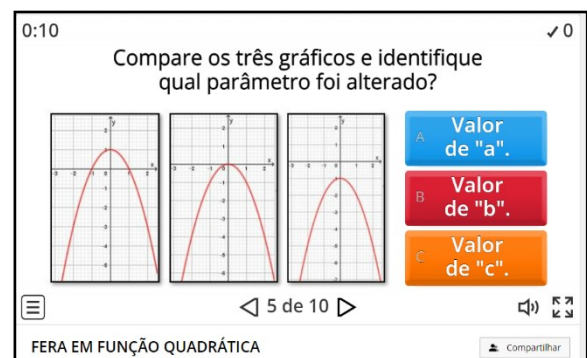 0:10
✓ 0
Compare os três gráficos e identifique
qual parâmetro foi alterado?
A Valor
de "a".
B Valor
de "b".
C Valor
de "c".
5 de 10
FERA EM FUNÇÃO QUADRÁTICA
Compartilhar